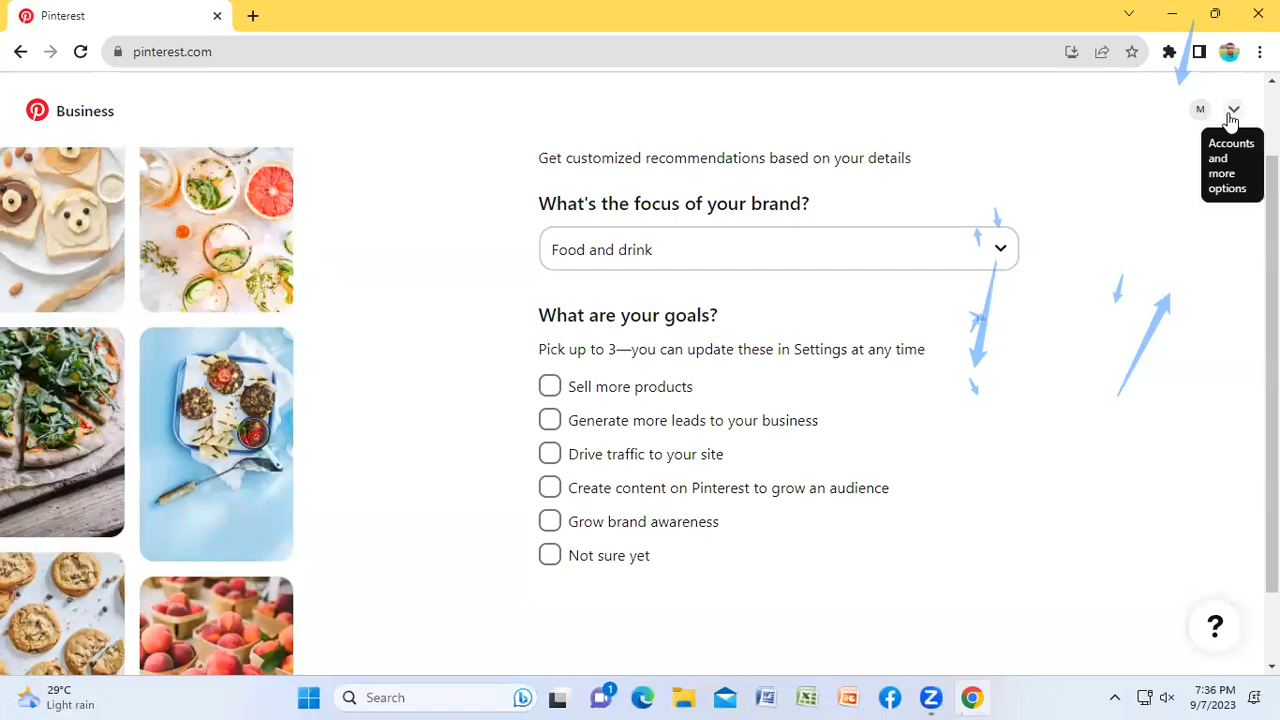 Pinterest
pinterest.com
Business
M
Accounts
and
more
options
Get customized recommendations based on your details
What's the focus of your brand?
Food and drink
What are your goals?
Pick up to 3—you can update these in Settings at any time
Sell more products
Generate more leads to your business
Drive traffic to your site
Create content on Pinterest to grow an audience
Grow brand awareness
Not sure yet
?
29°C
Light rain
Search
1
7:36 PM
9/7/2023